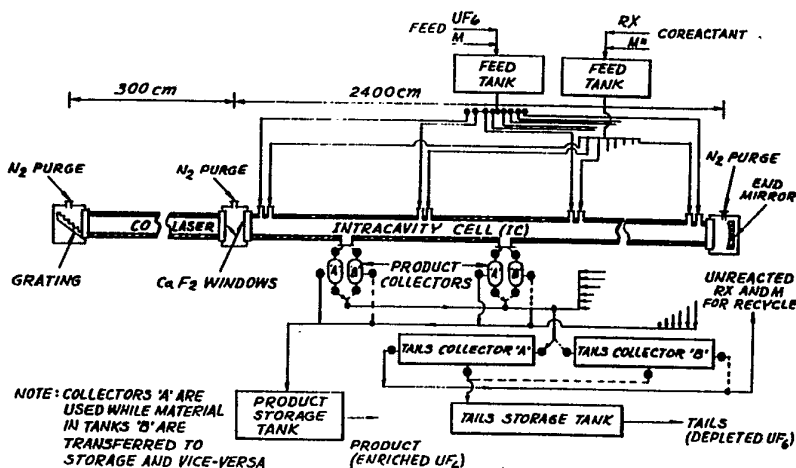 FEED UF6
M
RX
M*
COREACTANT
FEED
TANK
FEED
TANK
300 cm
2400 cm
N2 PURGE
N2 PURGE
N2 PURGE
END
MIRROR
CO LASER
INTRACAVITY CELL (IC)
GRATING
CaF2 WINDOWS
'A'
'B'
PRODUCT
COLLECTORS
'A'
'B'
UNREACTED
RX AND M
FOR RECYCLE
TAILS COLLECTOR 'A'
TAILS COLLECTOR 'B'
NOTE: COLLECTORS 'A' ARE
USED WHILE MATERIAL
IN TANKS 'B' ARE
TRANSFERRED TO
STORAGE AND VICE-VERSA
PRODUCT
STORAGE
TANK
PRODUCT
(ENRICHED UF6)
TAILS STORAGE TANK
TAILS
(DEPLETED UF6)